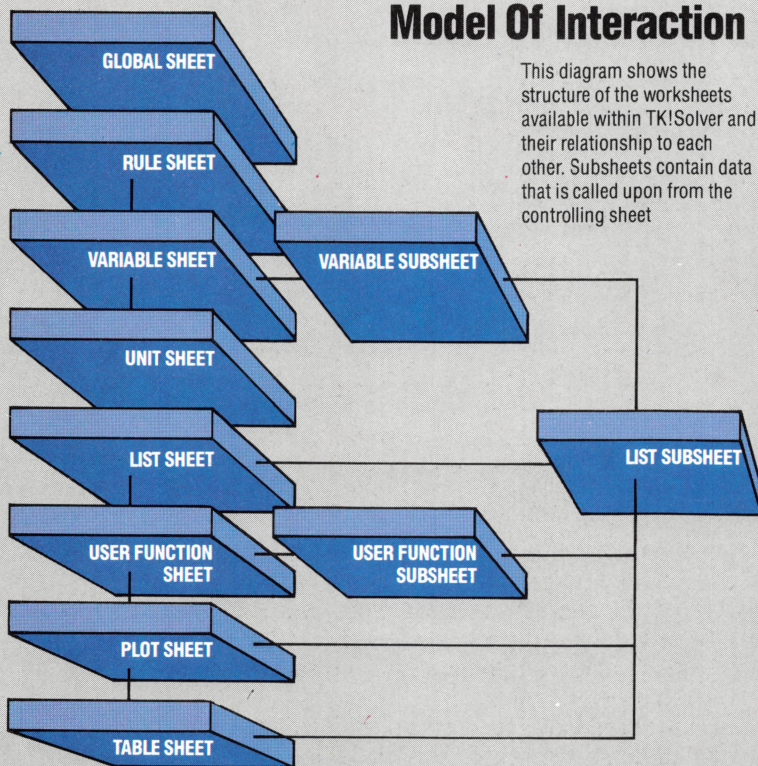 Model Of Interaction
This diagram shows the
structure of the worksheets
available within TK!Solver and
their relationship to each
other. Subsheets contain data
that is called upon from the
controlling sheet
GLOBAL SHEET
RULE SHEET
VARIABLE SHEET
VARIABLE SUBSHEET
UNIT SHEET
LIST SHEET
LIST SUBSHEET
USER FUNCTION
SHEET
USER FUNCTION
SUBSHEET
PLOT SHEET
TABLE SHEET